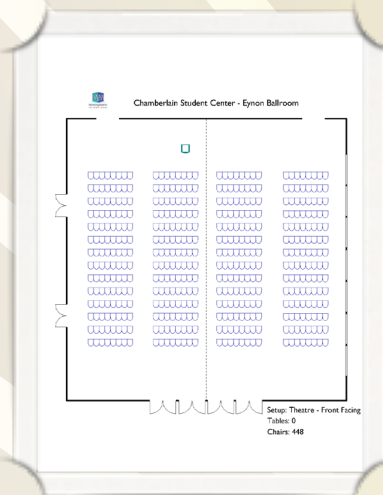 Chamberlain Student Center - Eynon Ballroom
Setup: Theatre - Front Facing
Tables: 0
Chairs: 448